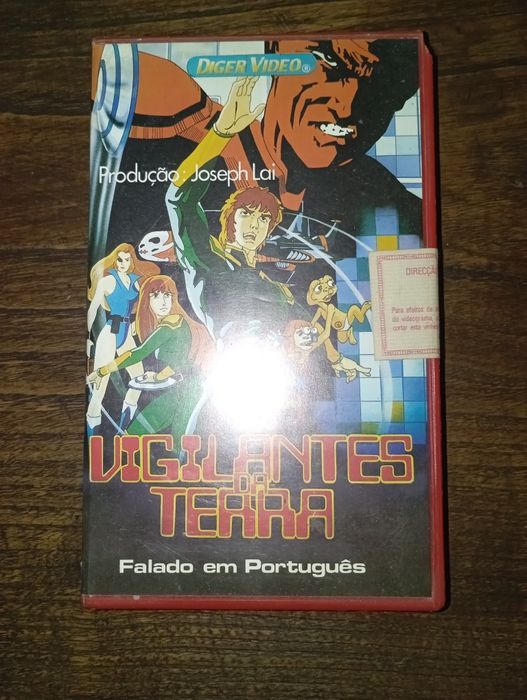 DIGER VIDEO®
Produção: Joseph Lai
DIRECÇÃ
Para efeitos de
do videograma,
cortar esta vinhe
VIGILANTES
DA
TERRA
Falado em Português